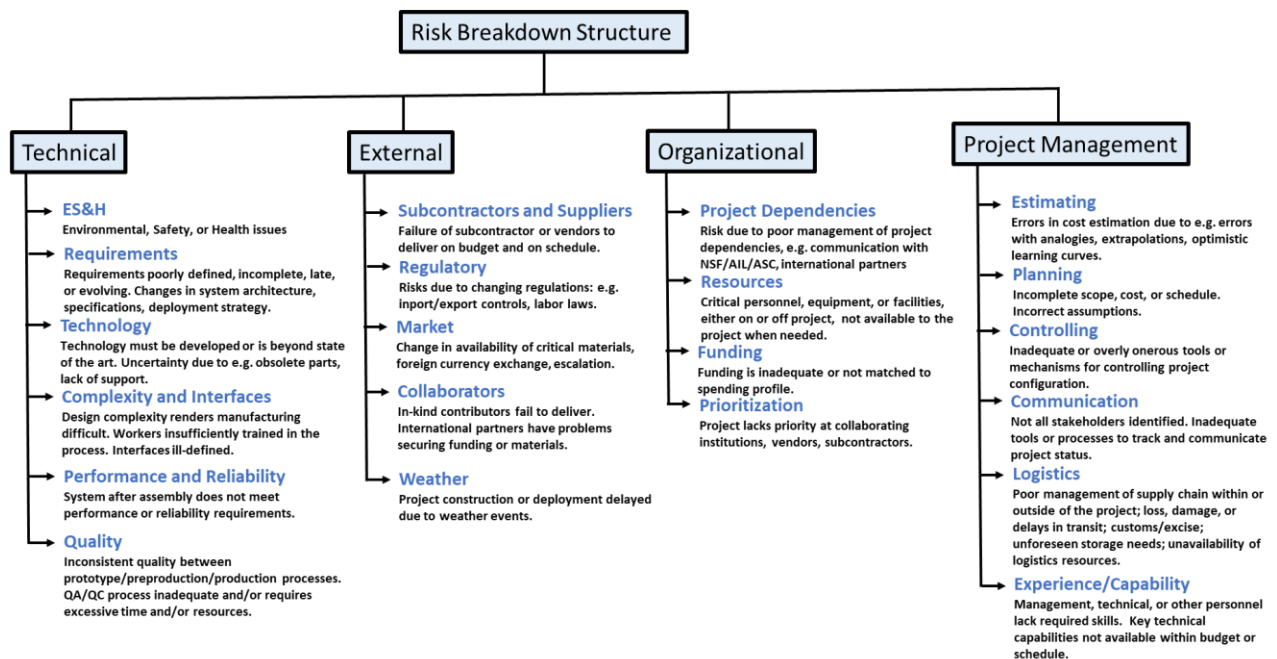 Risk Breakdown Structure
Technical
ES&H
Environmental, Safety, or Health issues
Requirements
Requirements poorly defined, incomplete, late,
or evolving. Changes in system architecture,
specifications, deployment strategy.
Technology
Technology must be developed or is beyond state
of the art. Uncertainty due to e.g. obsolete parts,
lack of support.
Complexity and Interfaces
Design complexity renders manufacturing
difficult. Workers insufficiently trained in the
process. Interfaces ill-defined.
Performance and Reliability
System after assembly does not meet
performance or reliability requirements.
Quality
Inconsistent quality between
prototype/preproduction/production processes.
QA/QC process inadequate and/or requires
excessive time and/or resources.
External
Subcontractors and Suppliers
Failure of subcontractor or vendors to
deliver on budget and on schedule.
Regulatory
Risks due to changing regulations: e.g.
inport/export controls, labor laws.
Market
Change in availability of critical materials,
foreign currency exchange, escalation.
Collaborators
In-kind contributors fail to deliver.
International partners have problems
securing funding or materials.
Weather
Project construction or deployment delayed
due to weather events.
Organizational
Project Dependencies
Risk due to poor management of project
dependencies, e.g. communication with
NSF/AIL/ASC, international partners
Resources
Critical personnel, equipment, or facilities,
either on or off project, not available to the
project when needed.
Funding
Funding is inadequate or not matched to
spending profile.
Prioritization
Project lacks priority at collaborating
institutions, vendors, subcontractors.
Project Management
Estimating
Errors in cost estimation due to e.g. errors
with analogies, extrapolations, optimistic
learning curves.
Planning
Incomplete scope, cost, or schedule.
Incorrect assumptions.
Controlling
Inadequate or overly onerous tools or
mechanisms for controlling project
configuration.
Communication
Not all stakeholders identified. Inadequate
tools or processes to track and communicate
project status.
Logistics
Poor management of supply chain within or
outside of the project; loss, damage, or
delays in transit; customs/excise;
unforeseen storage needs; unavailability of
logistics resources.
Experience/Capability
Management, technical, or other personnel
lack required skills. Key technical
capabilities not available within budget or
schedule.